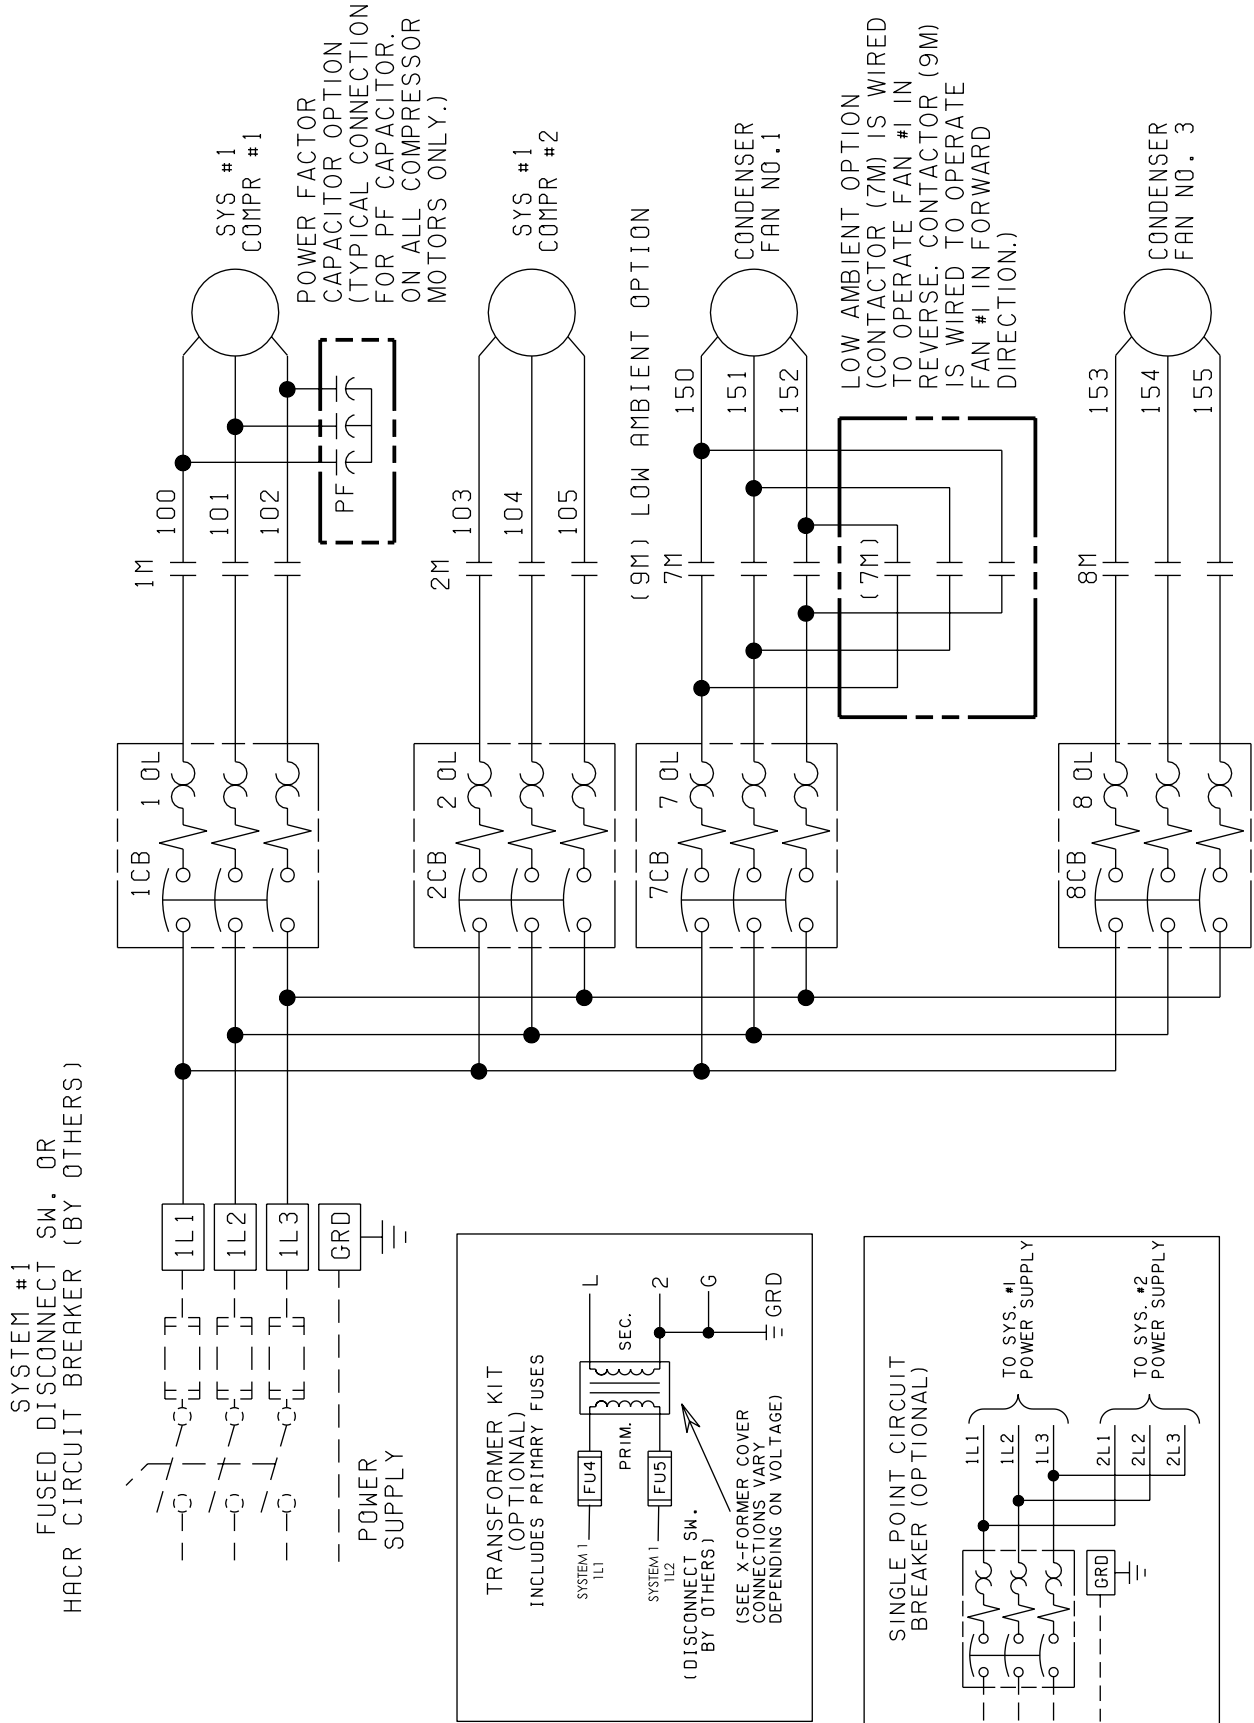 SYSTEM #1
FUSED DISCONNECT SW. OR
HACR CIRCUIT BREAKER (BY OTHERS)
1L1
1L2
1L3
GRD
POWER
SUPPLY
1CB
1 OL
1M
100
101
102
SYS #1
COMPR #1
PF
POWER FACTOR
CAPACITOR OPTION
(TYPICAL CONNECTION
FOR PF CAPACITOR.
ON ALL COMPRESSOR
MOTORS ONLY.)
2CB
2 OL
2M
103
104
105
SYS #1
COMPR #2
(9M) LOW AMBIENT OPTION
7CB
7 OL
7M
150
151
152
CONDENSER
FAN NO.1
(7M)
LOW AMBIENT OPTION
(CONTACTOR (7M) IS WIRED
TO OPERATE FAN #1 IN
REVERSE. CONTACTOR (9M)
IS WIRED TO OPERATE
FAN #1 IN FORWARD
DIRECTION.)
8CB
8 OL
8M
153
154
155
CONDENSER
FAN NO. 3
TRANSFORMER KIT
(OPTIONAL)
INCLUDES PRIMARY FUSES
SYSTEM 1
1L1
FU4
L
PRIM.
SEC.
SYSTEM 1
1L2
FU5
2
G
GRD
(DISCONNECT SW.
BY OTHERS)
(SEE X-FORMER COVER
CONNECTIONS VARY
DEPENDING ON VOLTAGE)
SINGLE POINT CIRCUIT
BREAKER (OPTIONAL)
1L1
1L2
1L3
TO SYS. #1
POWER SUPPLY
2L1
2L2
2L3
TO SYS. #2
POWER SUPPLY
GRD